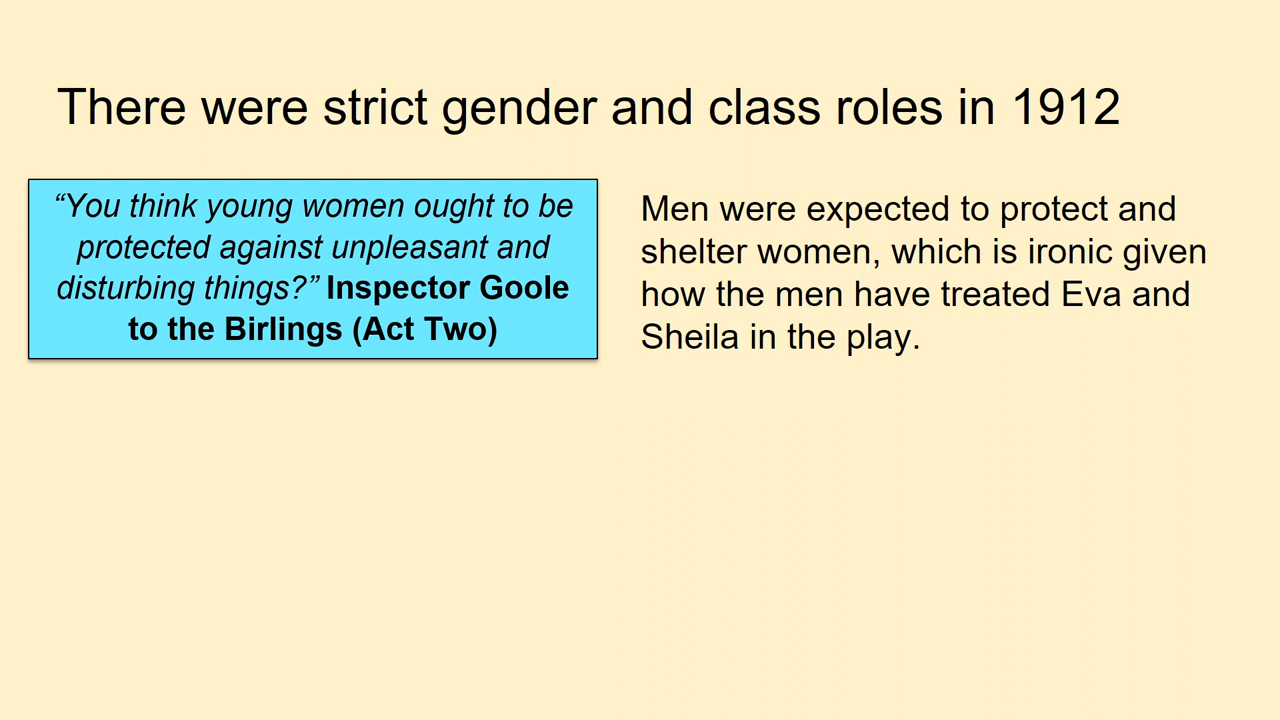 There were strict gender and class roles in 1912
“You think young women ought to be
protected against unpleasant and
disturbing things?” Inspector Goole
to the Birlings (Act Two)
Men were expected to protect and
shelter women, which is ironic given
how the men have treated Eva and
Sheila in the play.